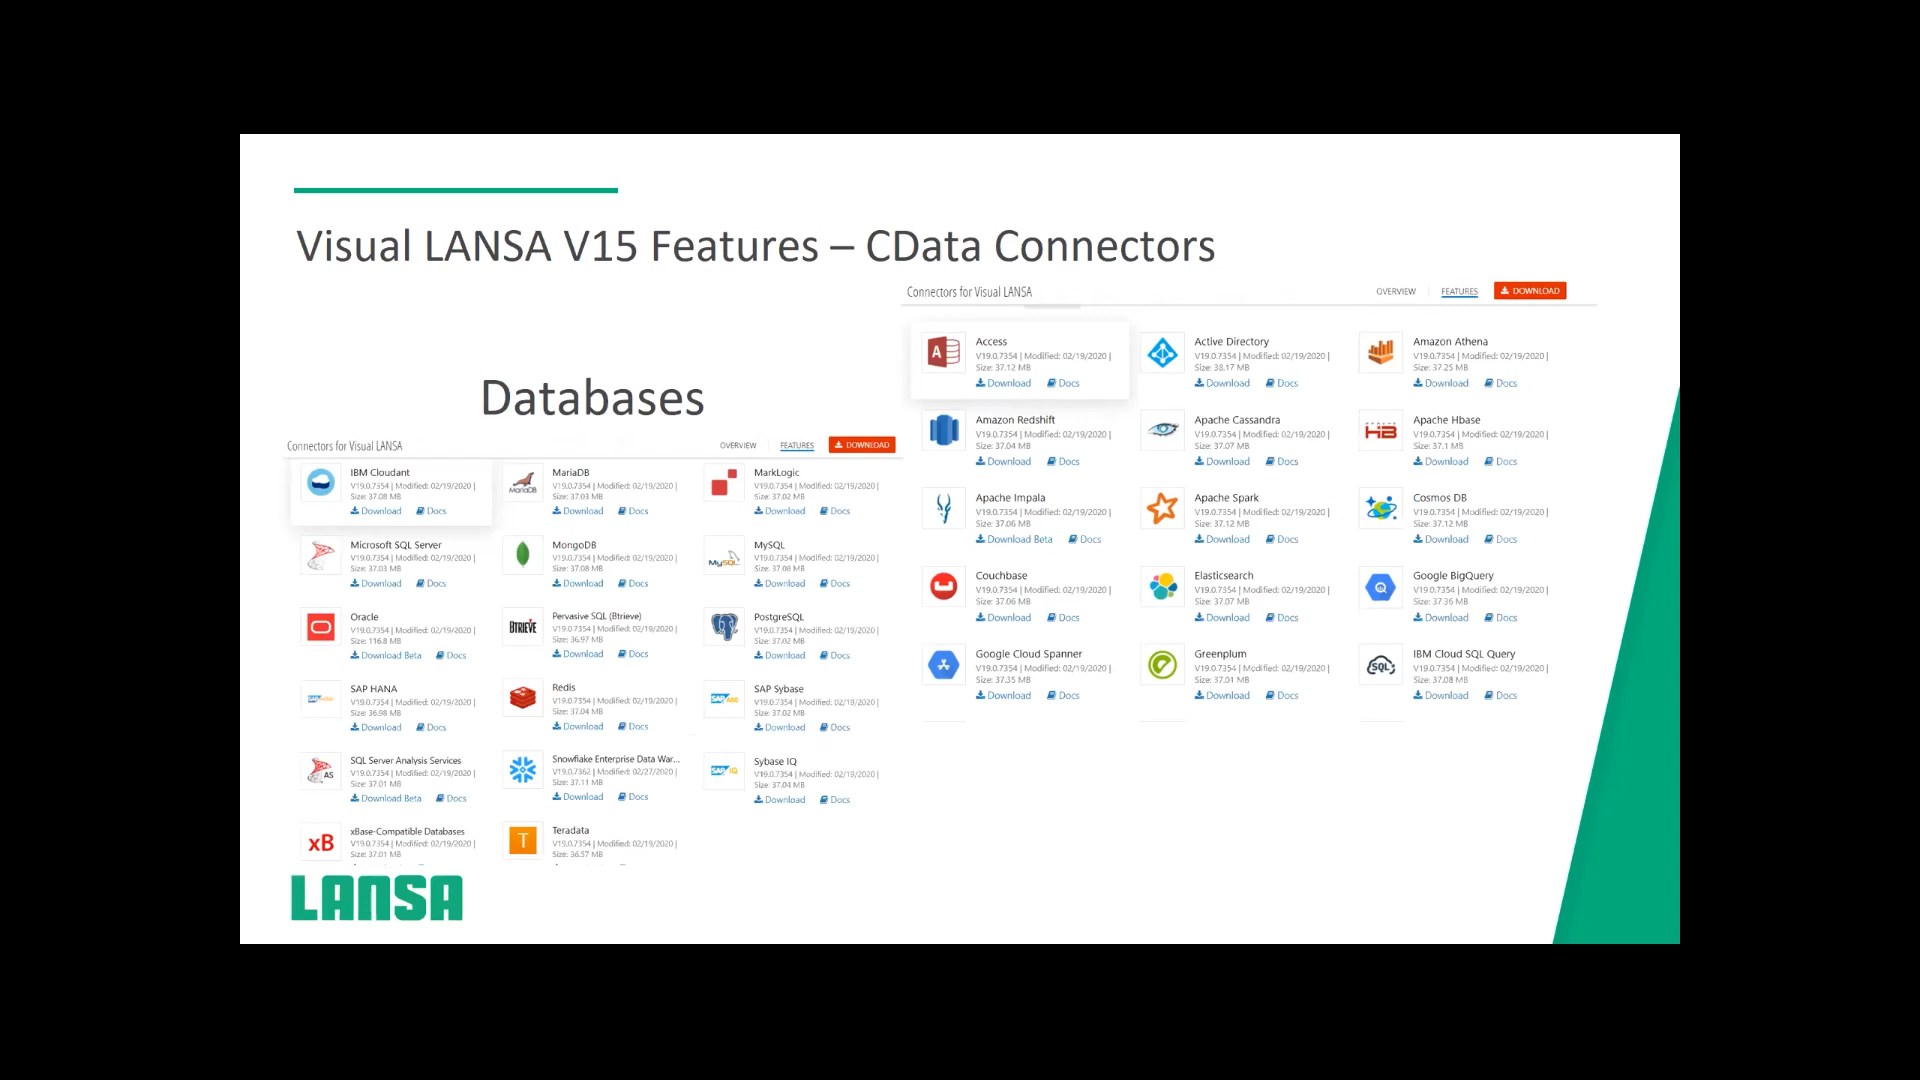 Visual LANSA V15 Features – CData Connectors
Databases
Connectors for Visual LANSA
OVERVIEW
FEATURES
DOWNLOAD
IBM Cloudant
V19.0.7354 | Modified: 02/19/2020 |
Size: 37.08 MB
Download Docs
MariaDB
V19.0.7354 | Modified: 02/19/2020 |
Size: 37.03 MB
Download Docs
MarkLogic
V19.0.7354 | Modified: 02/19/2020 |
Size: 37.02 MB
Download Docs
Microsoft SQL Server
V19.0.7354 | Modified: 02/19/2020 |
Size: 37.03 MB
Download Docs
MongoDB
V19.0.7354 | Modified: 02/19/2020 |
Size: 37.08 MB
Download Docs
MySQL
MySQL
V19.0.7354 | Modified: 02/19/2020 |
Size: 37.08 MB
Download Docs
Oracle
V19.0.7354 | Modified: 02/19/2020 |
Size: 116.8 MB
Download Beta Docs
BTRIEVE
Pervasive SQL (Btrieve)
V19.0.7354 | Modified: 02/19/2020 |
Size: 36.97 MB
Download Docs
PostgreSQL
V19.0.7354 | Modified: 02/19/2020 |
Size: 37.02 MB
Download Docs
SAP HANA
V19.0.7354 | Modified: 02/19/2020 |
Size: 36.98 MB
Download Docs
Redis
V19.0.7354 | Modified: 02/19/2020 |
Size: 37.04 MB
Download Docs
SAP ASE
SAP Sybase
V19.0.7354 | Modified: 02/19/2020 |
Size: 37.02 MB
Download Docs
AS
SQL Server Analysis Services
V19.0.7354 | Modified: 02/19/2020 |
Size: 37.01 MB
Download Beta Docs
Snowflake Enterprise Data War...
V19.0.7362 | Modified: 02/27/2020 |
Size: 37.11 MB
Download Docs
SAP IQ
Sybase IQ
V19.0.7354 | Modified: 02/19/2020 |
Size: 37.04 MB
Download Docs
xB
xBase-Compatible Databases
V19.0.7354 | Modified: 02/19/2020 |
Size: 37.01 MB
T
Teradata
V19.0.7354 | Modified: 02/19/2020 |
Size: 36.57 MB
Connectors for Visual LANSA
OVERVIEW
FEATURES
DOWNLOAD
A
Access
V19.0.7354 | Modified: 02/19/2020 |
Size: 37.12 MB
Download Docs
Active Directory
V19.0.7354 | Modified: 02/19/2020 |
Size: 38.17 MB
Download Docs
Amazon Athena
V19.0.7354 | Modified: 02/19/2020 |
Size: 37.25 MB
Download Docs
Amazon Redshift
V19.0.7354 | Modified: 02/19/2020 |
Size: 37.04 MB
Download Docs
Apache Cassandra
V19.0.7354 | Modified: 02/19/2020 |
Size: 37.07 MB
Download Docs
Apache Hbase
V19.0.7354 | Modified: 02/19/2020 |
Size: 37.1 MB
Download Docs
Apache Impala
V19.0.7354 | Modified: 02/19/2020 |
Size: 37.06 MB
Download Beta Docs
Apache Spark
V19.0.7354 | Modified: 02/19/2020 |
Size: 37.12 MB
Download Docs
Cosmos DB
V19.0.7354 | Modified: 02/19/2020 |
Size: 37.12 MB
Download Docs
Couchbase
V19.0.7354 | Modified: 02/19/2020 |
Size: 37.06 MB
Download Docs
Elasticsearch
V19.0.7354 | Modified: 02/19/2020 |
Size: 37.07 MB
Download Docs
Google BigQuery
V19.0.7354 | Modified: 02/19/2020 |
Size: 37.36 MB
Download Docs
Google Cloud Spanner
V19.0.7354 | Modified: 02/19/2020 |
Size: 37.35 MB
Download Docs
Greenplum
V19.0.7354 | Modified: 02/19/2020 |
Size: 37.01 MB
Download Docs
SQL
IBM Cloud SQL Query
V19.0.7354 | Modified: 02/19/2020 |
Size: 37.08 MB
Download Docs
LANSA